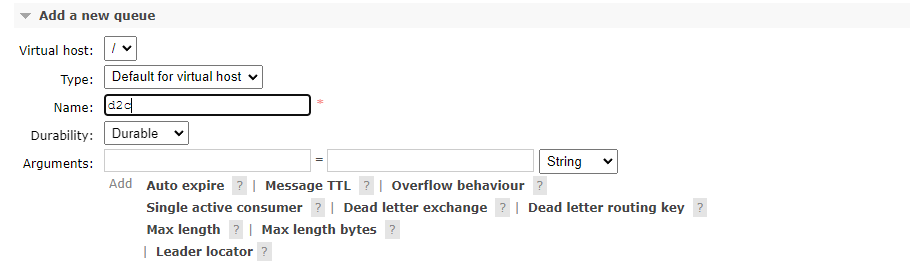 Add a new queue
Virtual host: /
Type: Default for virtual host
Name: d2c *
Durability: Durable
Arguments: = String
Add Auto expire ? | Message TTL ? | Overflow behaviour ?
Single active consumer ? | Dead letter exchange ? | Dead letter routing key ?
Max length ? | Max length bytes ?
| Leader locator ?